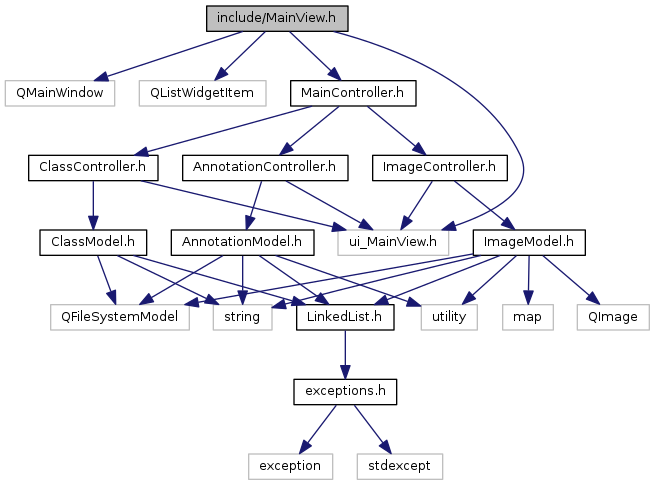 include/MainView.h
QMainWindow
QListWidgetItem
MainController.h
ClassController.h
AnnotationController.h
ImageController.h
ClassModel.h
AnnotationModel.h
ui_MainView.h
ImageModel.h
QFileSystemModel
string
LinkedList.h
utility
map
QImage
exceptions.h
exception
stdexcept